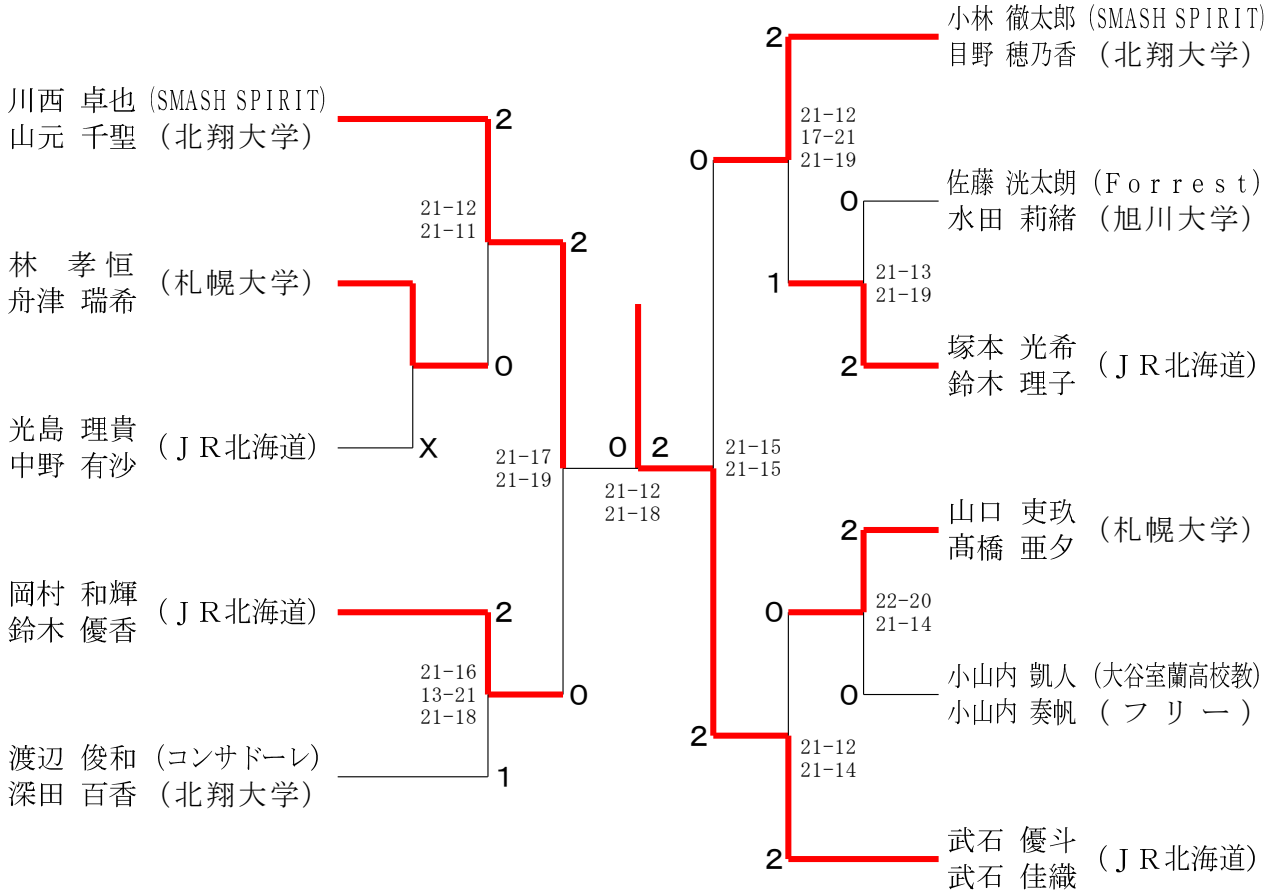 川西 卓也 (SMASH SPIRIT)
山元 千聖 (北翔大学)
2
21-12
21-11
2
林 孝恒 (札幌大学)
舟津 瑞希
0
光島 理貴 (ＪＲ北海道)
中野 有沙
X
21-17
21-19
岡村 和輝 (ＪＲ北海道)
鈴木 優香
2
21-16
13-21
21-18
0
渡辺 俊和 (コンサドーレ)
深田 百香 (北翔大学)
1
0 2
21-12
21-18
小林 徹太郎 (SMASH SPIRIT)
目野 穂乃香 (北翔大学)
2
21-12
17-21
21-19
0
佐藤 洸太朗 (Ｆｏｒｒｅｓｔ)
水田 莉緒 (旭川大学)
0
21-13
21-19
1
塚本 光希 (ＪＲ北海道)
鈴木 理子
2
21-15
21-15
山口 吏玖 (札幌大学)
髙橋 亜夕
2
22-20
21-14
0
小山内 凱人 (大谷室蘭高校教)
小山内 奏帆 (フリー)
0
2
21-12
21-14
武石 優斗 (ＪＲ北海道)
武石 佳織
2